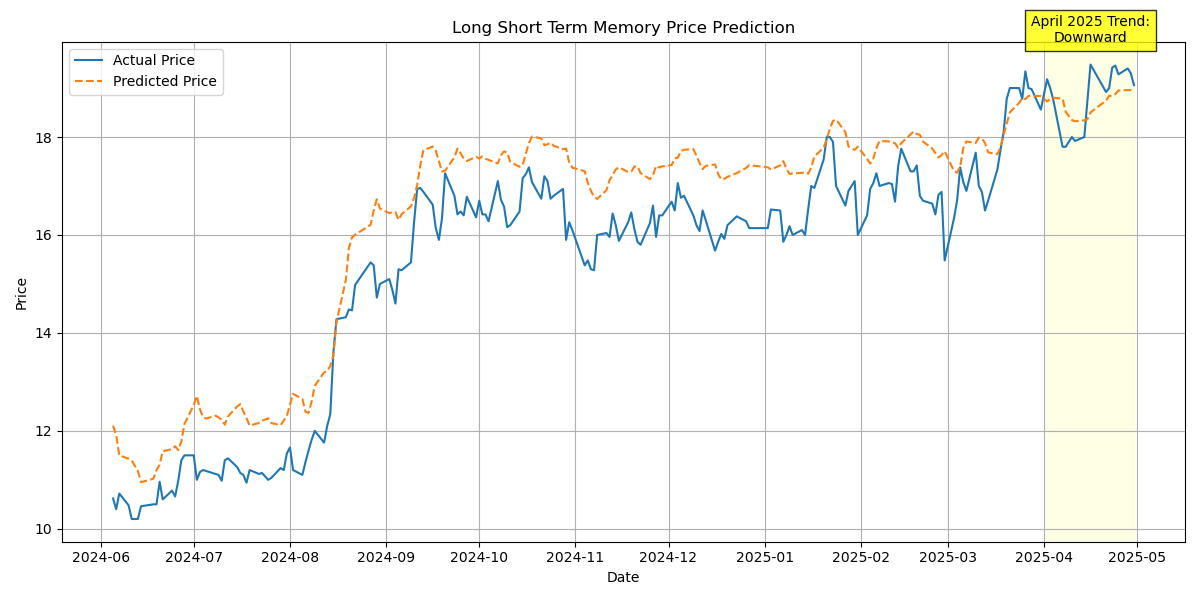 Long Short Term Memory Price Prediction
April 2025 Trend:
Downward
Actual Price
Predicted Price
Price
18
16
14
12
10
2024-06 2024-07 2024-08 2024-09 2024-10 2024-11 2024-12 2025-01 2025-02 2025-03 2025-04 2025-05
Date